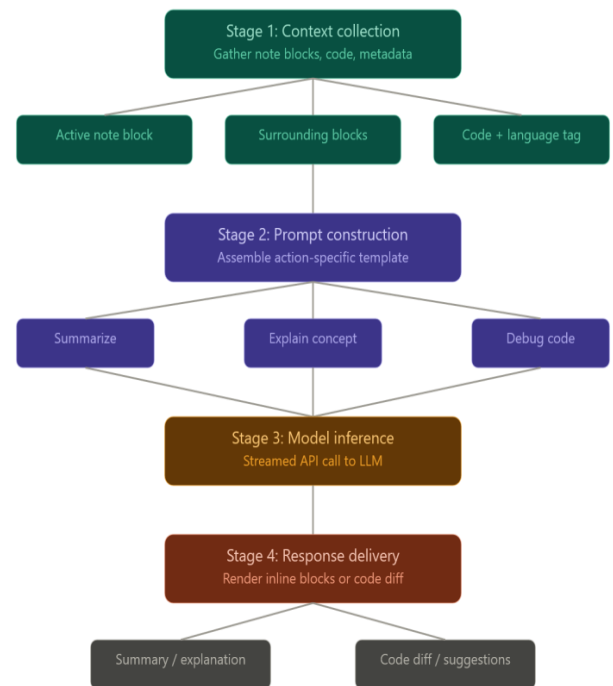 Stage 1: Context collection
Gather note blocks, code, metadata
Active note block
Surrounding blocks
Code + language tag
Stage 2: Prompt construction
Assemble action-specific template
Summarize
Explain concept
Debug code
Stage 3: Model inference
Streamed API call to LLM
Stage 4: Response delivery
Render inline blocks or code diff
Summary / explanation
Code diff / suggestions